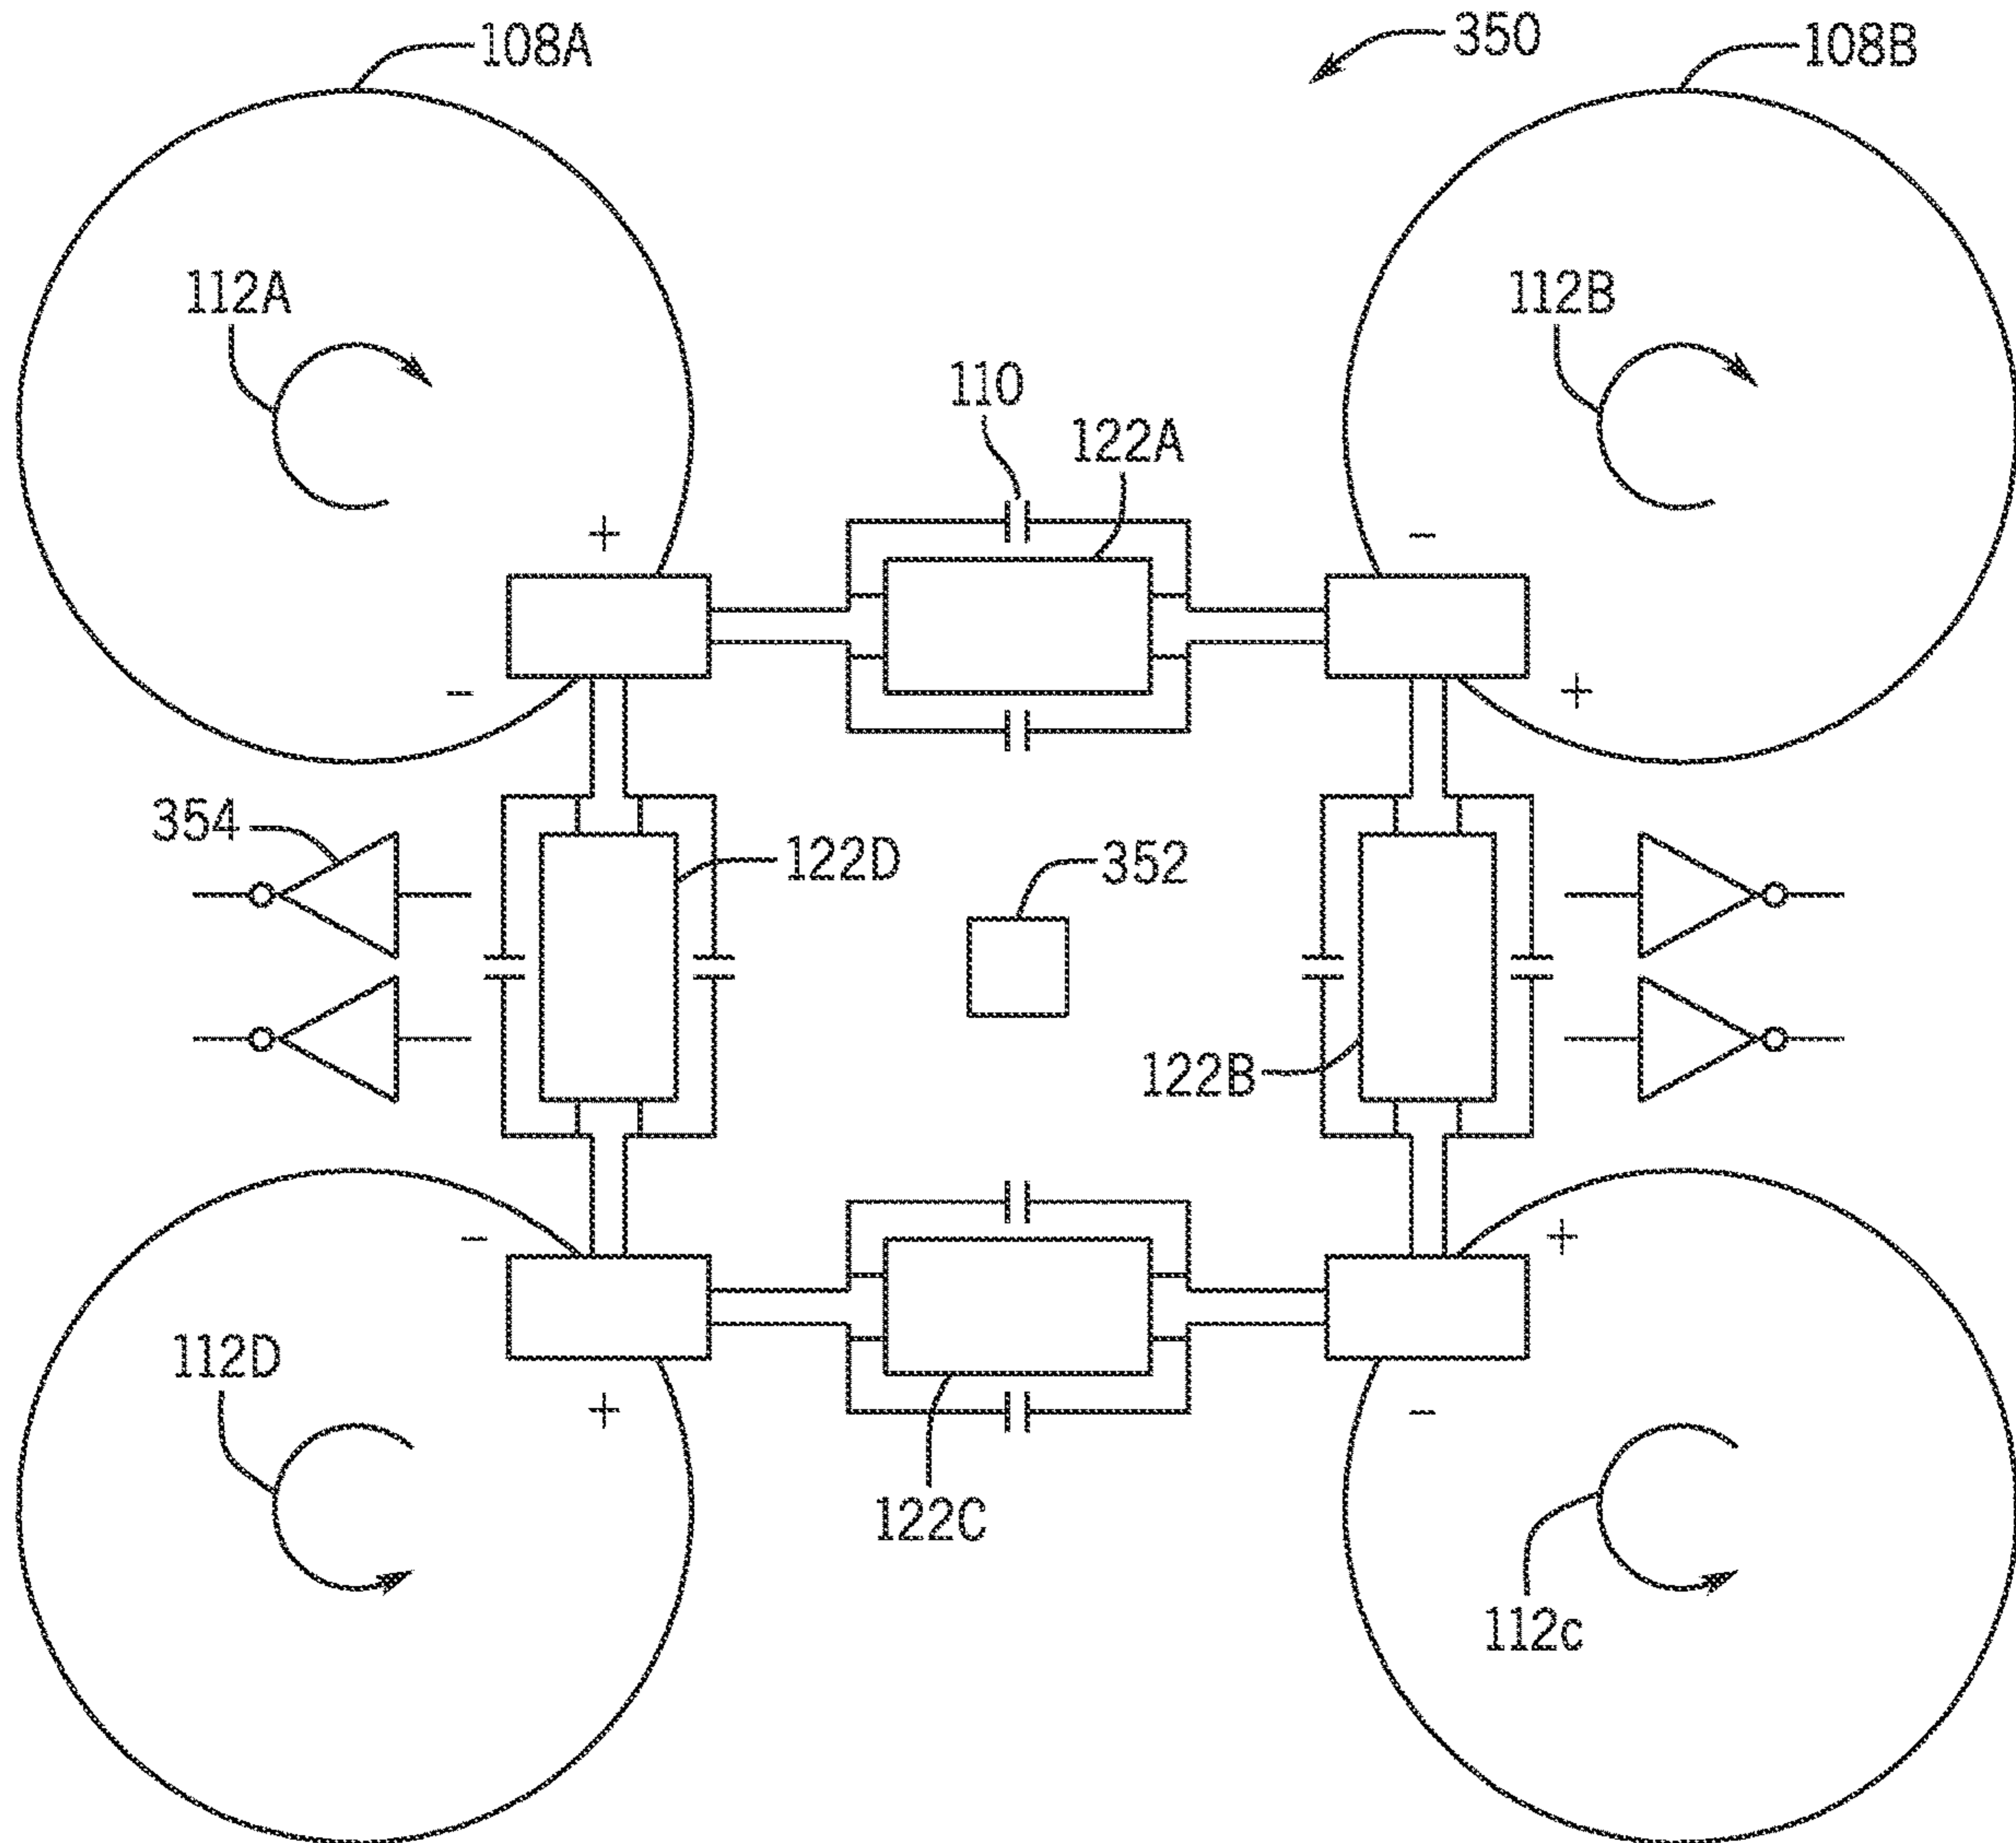 108A
350
108B
112A
112B
110
122A
+
-
-
+
354
122D
352
122B
-
+
112D
+
-
122C
112c